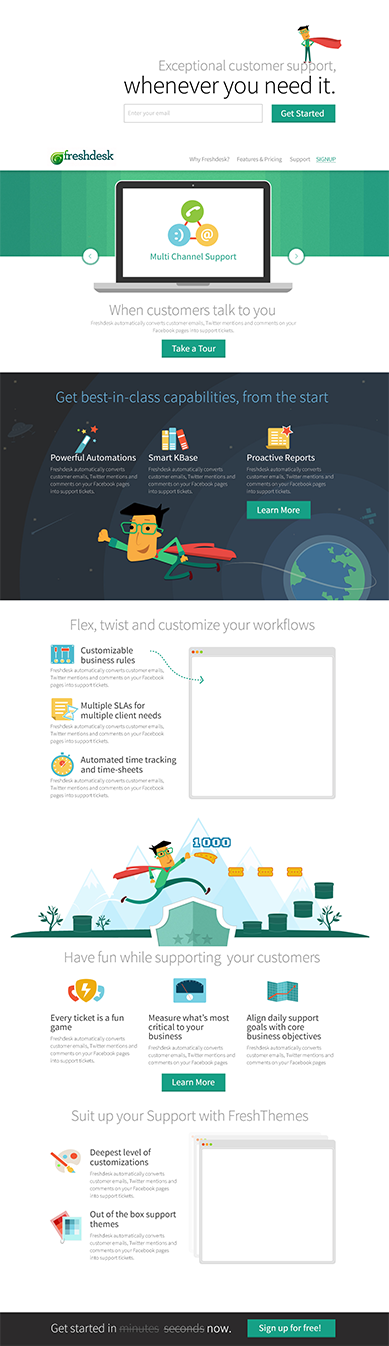 Exceptional customer support,
whenever you need it.
Enter your email
Get Started
freshdesk
Why Freshdesk?
Features & Pricing
Support
SIGNUP
Multi Channel Support
When customers talk to you
Freshdesk automatically converts customer emails, Twitter mentions and comments on your
Facebook pages into support tickets.
Take a Tour
Get best-in-class capabilities, from the start
Powerful Automations
Freshdesk automatically converts
customer emails, Twitter mentions and
comments on your Facebook pages
into support tickets.
Smart KBase
Freshdesk automatically converts
customer emails, Twitter mentions and
comments on your Facebook pages
into support tickets.
Proactive Reports
Freshdesk automatically converts
customer emails, Twitter mentions and
comments on your Facebook pages
into support tickets.
Learn More
Flex, twist and customize your workflows
Customizable
business rules
Freshdesk automatically converts customer emails,
Twitter mentions and comments on your Facebook
pages into support tickets.
Multiple SLAs for
multiple client needs
Freshdesk automatically converts customer emails,
Twitter mentions and comments on your Facebook
pages into support tickets.
Automated time tracking
and time-sheets
Freshdesk automatically converts customer emails,
Twitter mentions and comments on your Facebook
pages into support tickets.
1000
Have fun while supporting your customers
Every ticket is a fun
game
Freshdesk automatically converts
customer emails, Twitter mentions and
comments on your Facebook pages
into support tickets.
Measure what's most
critical to your
business
Freshdesk automatically converts
customer emails, Twitter mentions and
comments on your Facebook pages
into support tickets.
Align daily support
goals with core
business objectives
Freshdesk automatically converts
customer emails, Twitter mentions and
comments on your Facebook pages
into support tickets.
Learn More
Suit up your Support with FreshThemes
Deepest level of
customizations
Freshdesk automatically converts
customer emails, Twitter mentions and
comments on your Facebook pages
into support tickets.
Out of the box support
themes
Freshdesk automatically converts
customer emails, Twitter mentions and
comments on your Facebook pages
into support tickets.
Get started in minutes seconds now.
Sign up for free!